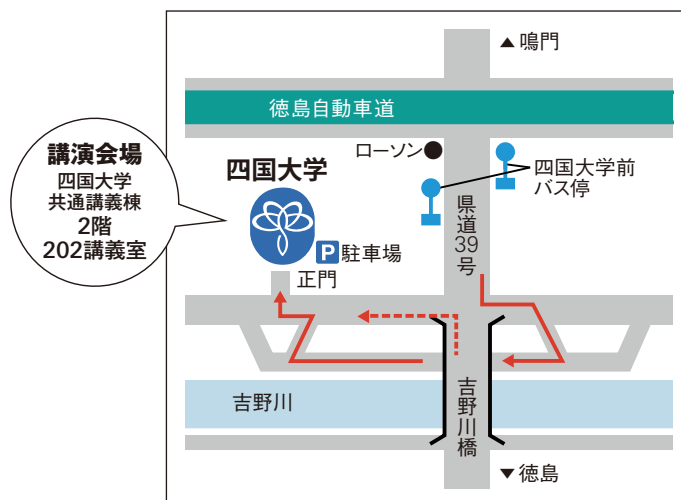 ▲鳴門
徳島自動車道
講演会場
四国大学
共通講義棟
2階
202講義室
四国大学
ローソン
四国大学前
バス停
県道39号
P駐車場
正門
吉野川
吉野川橋
▼徳島